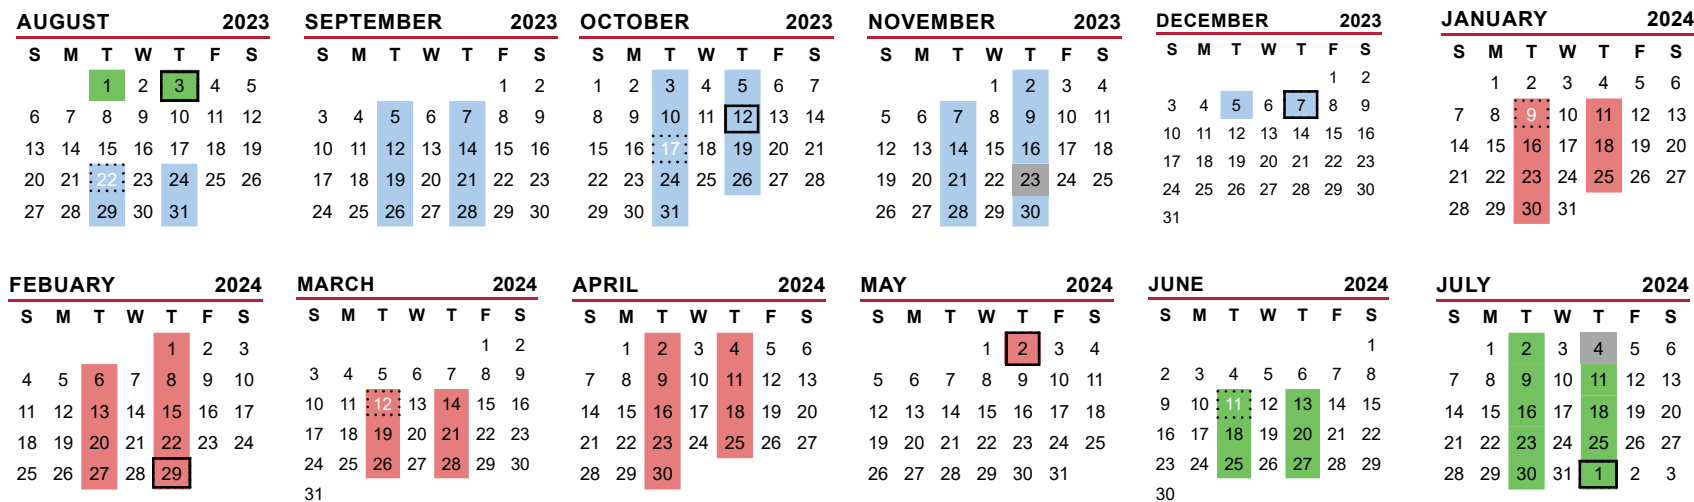 AUGUST 2023
S M T W T F S
1 2 3 4 5
6 7 8 9 10 11 12
13 14 15 16 17 18 19
20 21 22 23 24 25 26
27 28 29 30 31
SEPTEMBER 2023
S M T W T F S
1 2
3 4 5 6 7 8 9
10 11 12 13 14 15 16
17 18 19 20 21 22 23
24 25 26 27 28 29 30
OCTOBER 2023
S M T W T F S
1 2 3 4 5 6 7
8 9 10 11 12 13 14
15 16 17 18 19 20 21
22 23 24 25 26 27 28
29 30 31
NOVEMBER 2023
S M T W T F S
1 2 3 4
5 6 7 8 9 10 11
12 13 14 15 16 17 18
19 20 21 22 23 24 25
26 27 28 29 30
DECEMBER 2023
S M T W T F S
1 2
3 4 5 6 7 8 9
10 11 12 13 14 15 16
17 18 19 20 21 22 23
24 25 26 27 28 29 30
31
JANUARY 2024
S M T W T F S
1 2 3 4 5 6
7 8 9 10 11 12 13
14 15 16 17 18 19 20
21 22 23 24 25 26 27
28 29 30 31
FEBUARY 2024
S M T W T F S
1 2 3
4 5 6 7 8 9 10
11 12 13 14 15 16 17
18 19 20 21 22 23 24
25 26 27 28 29
MARCH 2024
S M T W T F S
1 2
3 4 5 6 7 8 9
10 11 12 13 14 15 16
17 18 19 20 21 22 23
24 25 26 27 28 29 30
31
APRIL 2024
S M T W T F S
1 2 3 4 5 6
7 8 9 10 11 12 13
14 15 16 17 18 19 20
21 22 23 24 25 26 27
28 29 30
MAY 2024
S M T W T F S
1 2 3 4
5 6 7 8 9 10 11
12 13 14 15 16 17 18
19 20 21 22 23 24 25
26 27 28 29 30 31
JUNE 2024
S M T W T F S
1
2 3 4 5 6 7 8
9 10 11 12 13 14 15
16 17 18 19 20 21 22
23 24 25 26 27 28 29
30
JULY 2024
S M T W T F S
1 2 3 4 5 6
7 8 9 10 11 12 13
14 15 16 17 18 19 20
21 22 23 24 25 26 27
28 29 30 31 1 2 3